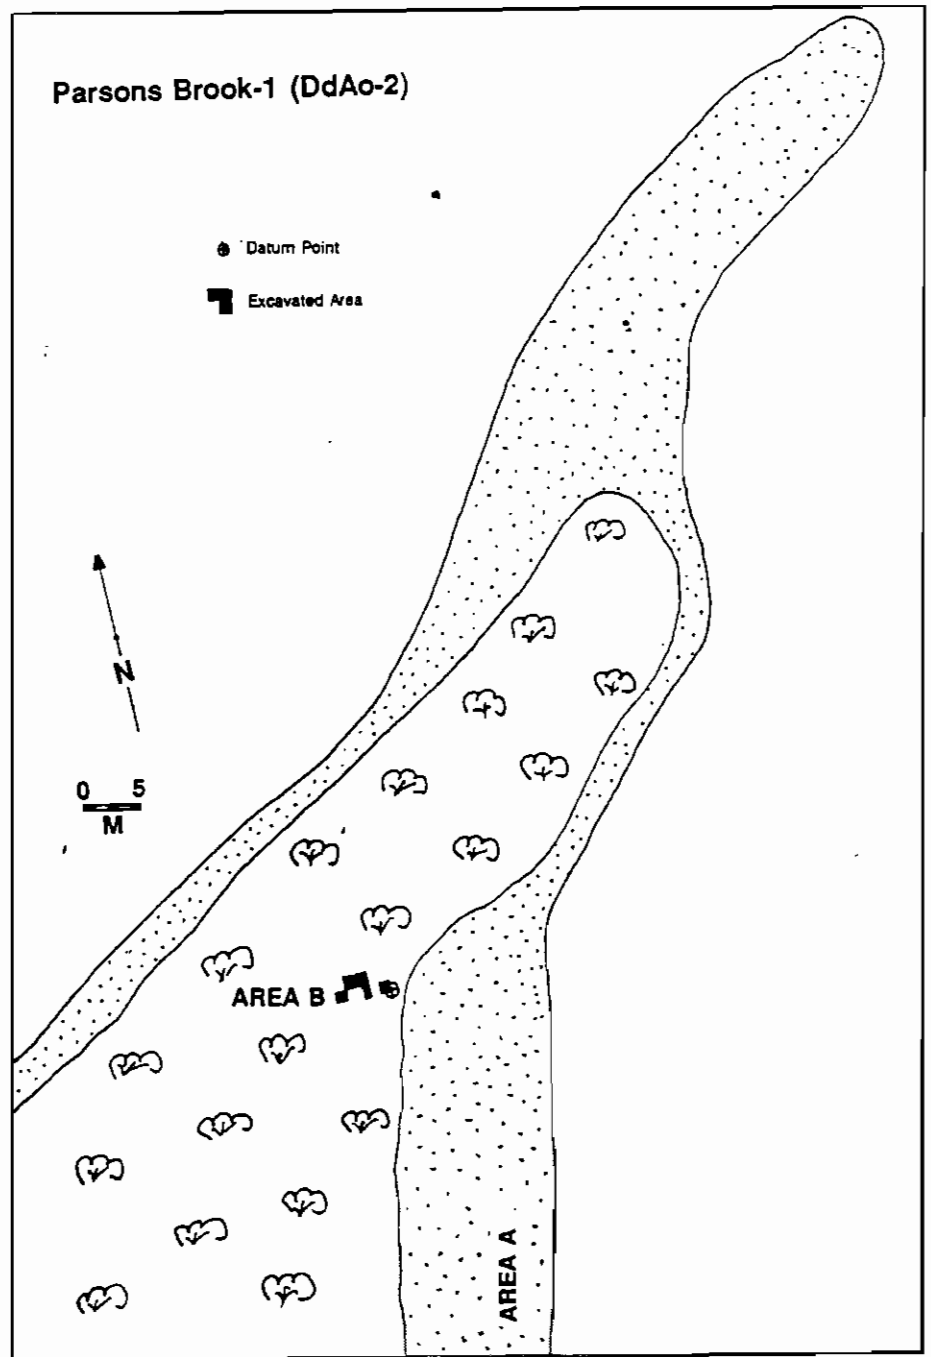 Parsons Brook-1 (DdAo-2)
Datum Point
Excavated Area
N
0 5
M
AREA B
AREA A